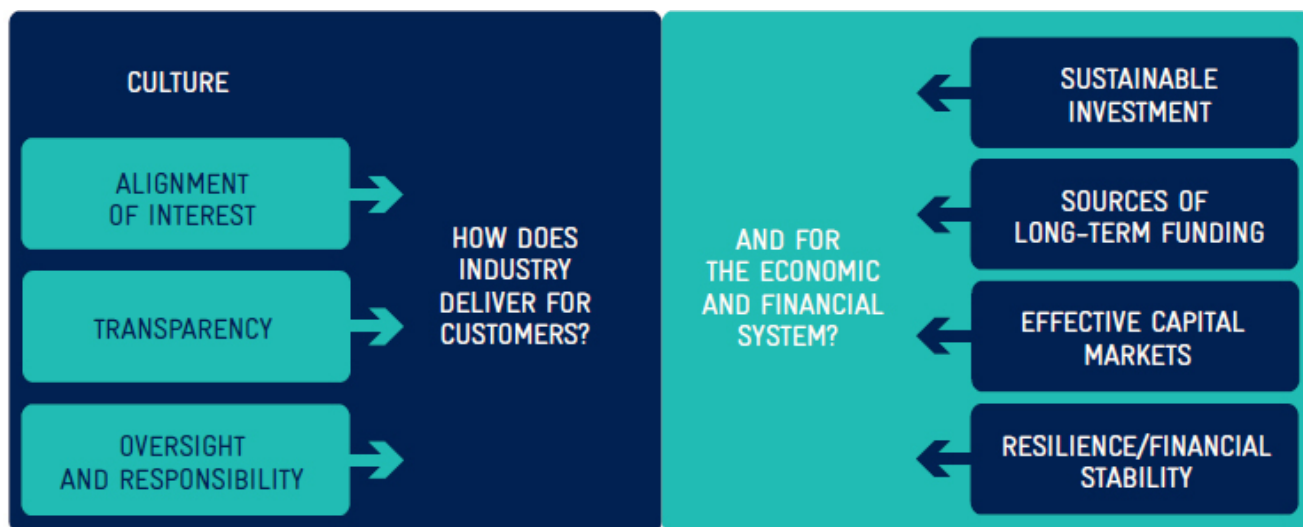 CULTURE
ALIGNMENT
OF INTEREST
TRANSPARENCY
OVERSIGHT
AND RESPONSIBILITY
HOW DOES
INDUSTRY
DELIVER FOR
CUSTOMERS?
AND FOR
THE ECONOMIC
AND FINANCIAL
SYSTEM?
SUSTAINABLE
INVESTMENT
SOURCES OF
LONG-TERM FUNDING
EFFECTIVE CAPITAL
MARKETS
RESILIENCE/FINANCIAL
STABILITY